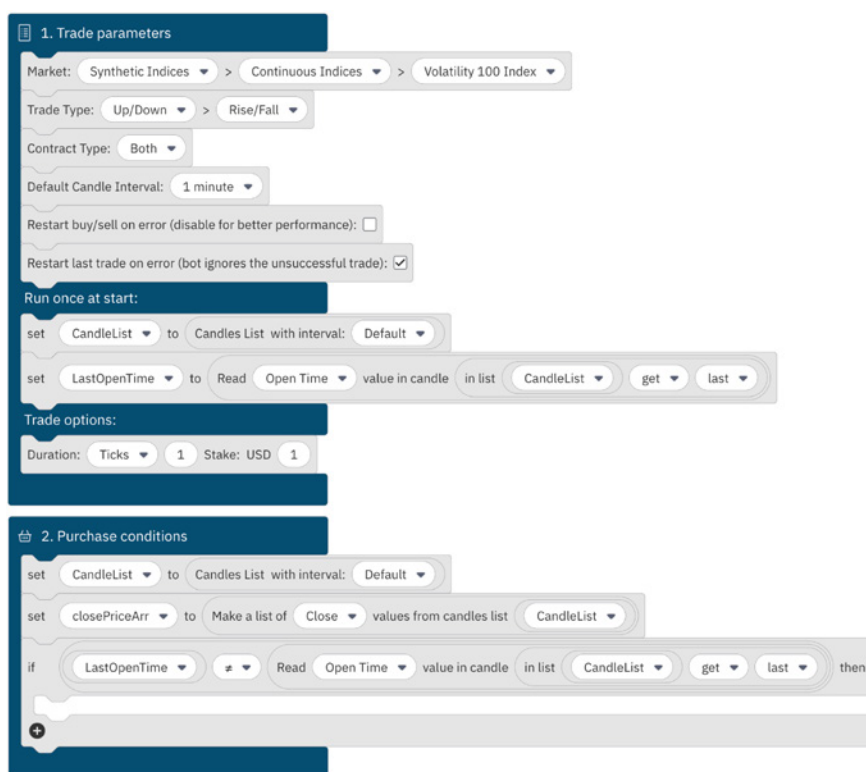 1. Trade parameters
Market: Synthetic Indices > Continuous Indices > Volatility 100 Index
Trade Type: Up/Down > Rise/Fall
Contract Type: Both
Default Candle Interval: 1 minute
Restart buy/sell on error (disable for better performance):
Restart last trade on error (bot ignores the unsuccessful trade):
Run once at start:
set CandleList to Candles List with interval: Default
set LastOpenTime to Read Open Time value in candle in list CandleList get last
Trade options:
Duration: Ticks 1 Stake: USD 1
2. Purchase conditions
set CandleList to Candles List with interval: Default
set closePriceArr to Make a list of Close values from candles list CandleList
if LastOpenTime ≠ Read Open Time value in candle in list CandleList get last then